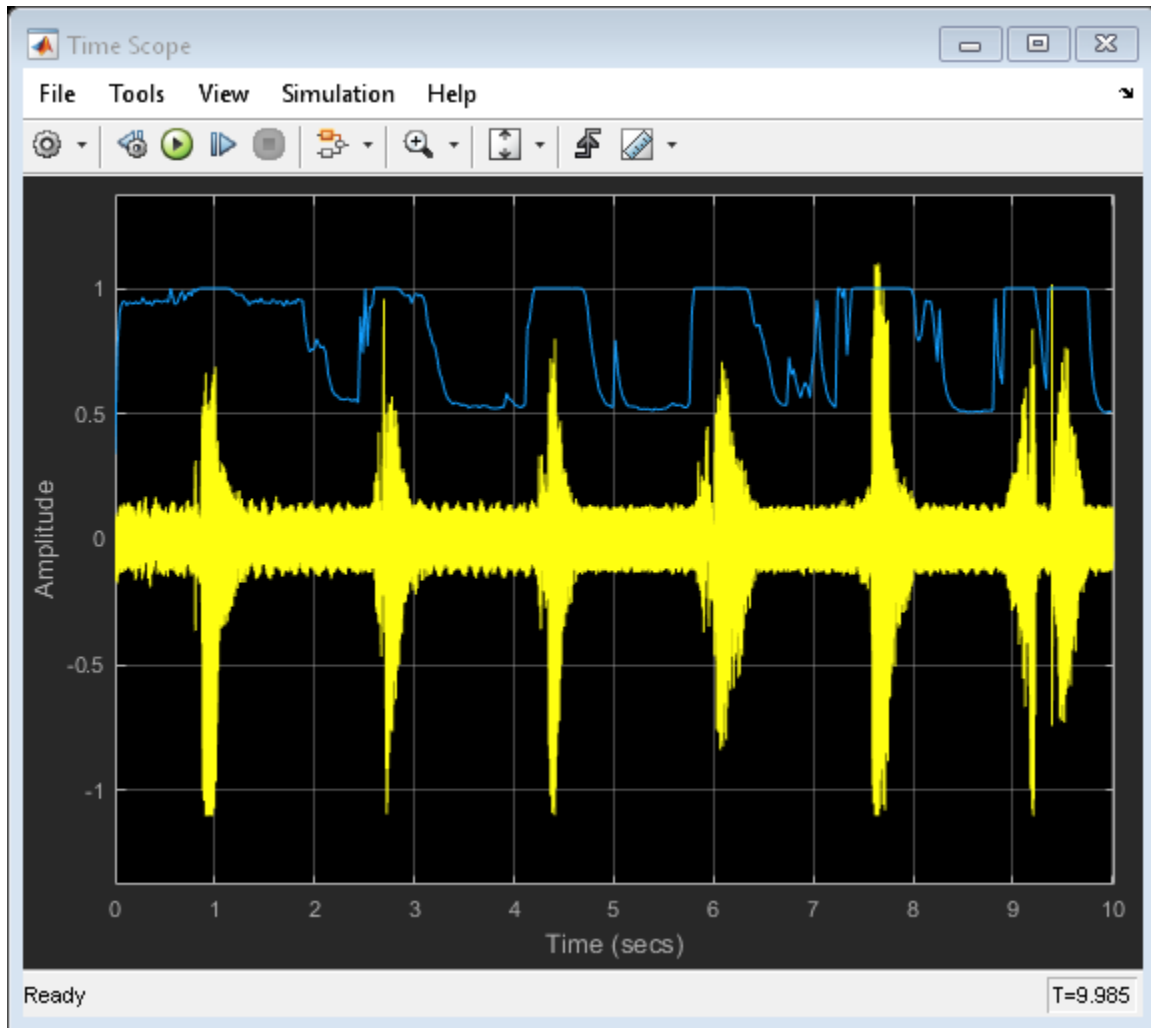 Time Scope
File Tools View Simulation Help
1
0.5
0
-0.5
-1
Amplitude
0 1 2 3 4 5 6 7 8 9 10
Time (secs)
Ready T=9.985